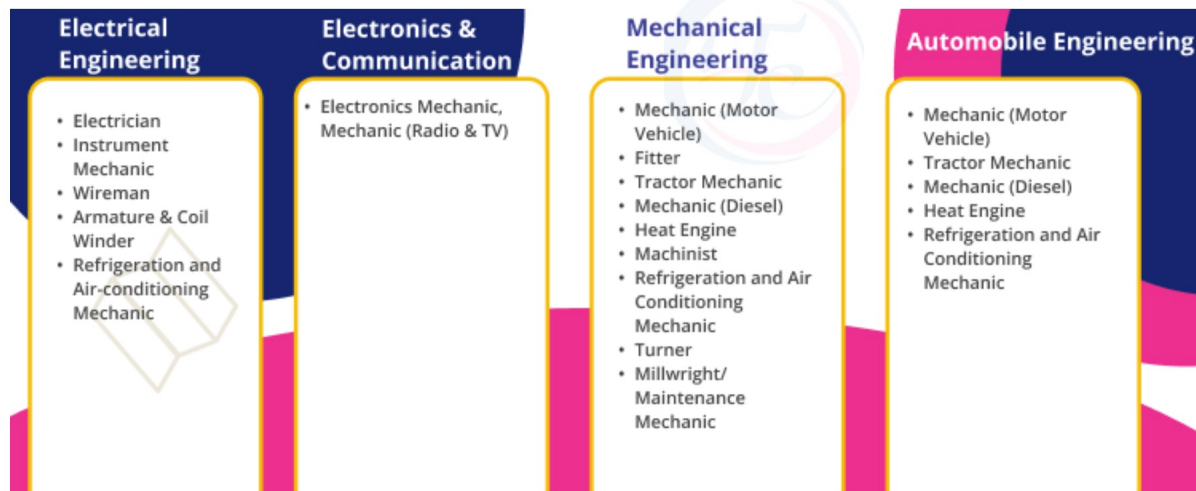 Electrical
Engineering
• Electrician
• Instrument
Mechanic
• Wireman
• Armature & Coil
Winder
• Refrigeration and
Air-conditioning
Mechanic
Electronics &
Communication
• Electronics Mechanic,
Mechanic (Radio & TV)
Mechanical
Engineering
• Mechanic (Motor
Vehicle)
• Fitter
• Tractor Mechanic
• Mechanic (Diesel)
• Heat Engine
• Machinist
• Refrigeration and Air
Conditioning
Mechanic
• Turner
• Millwright/
Maintenance
Mechanic
Automobile Engineering
• Mechanic (Motor
Vehicle)
• Tractor Mechanic
• Mechanic (Diesel)
• Heat Engine
• Refrigeration and Air
Conditioning
Mechanic